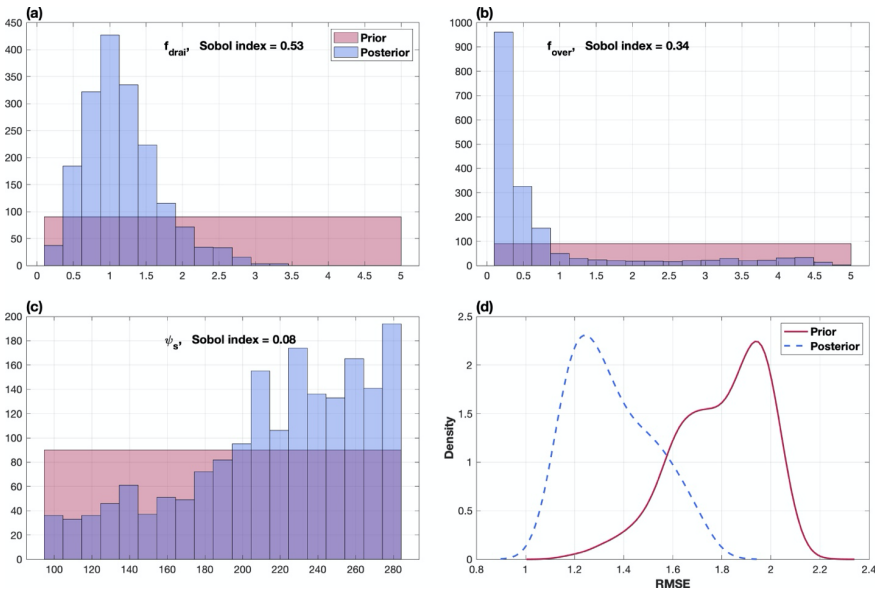 (a)
450
400
350
300
250
200
150
100
50
0
0 0.5 1 1.5 2 2.5 3 3.5 4 4.5 5
f_drai, Sobol index = 0.53
Prior
Posterior
(b)
1000
900
800
700
600
500
400
300
200
100
0
0 0.5 1 1.5 2 2.5 3 3.5 4 4.5 5
f_over, Sobol index = 0.34
(c)
200
180
160
140
120
100
80
60
40
20
0
100 120 140 160 180 200 220 240 260 280
ψ_s, Sobol index = 0.08
(d)
2.5
2
1.5
1
0.5
0
0.8 1 1.2 1.4 1.6 1.8 2 2.2 2.4
Density
RMSE
Prior
Posterior